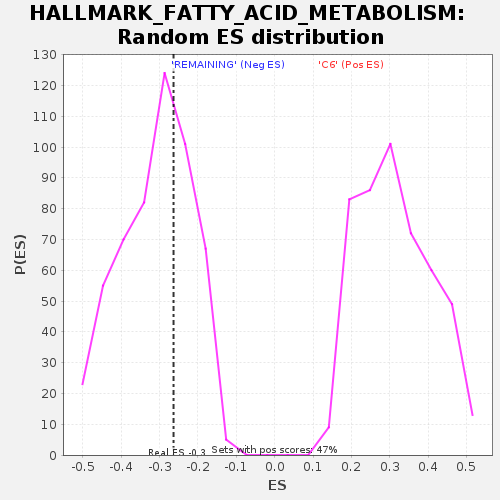 HALLMARK_FATTY_ACID_METABOLISM:
Random ES distribution
'REMAINING' (Neg ES)
'C6' (Pos ES)
130
120
110
100
90
80
70
60
50
40
30
20
10
0
P(ES)
Real ES -0.3
Sets with pos scores: 47%
-0.5 -0.4 -0.3 -0.2 -0.1 0.0 0.1 0.2 0.3 0.4 0.5
ES